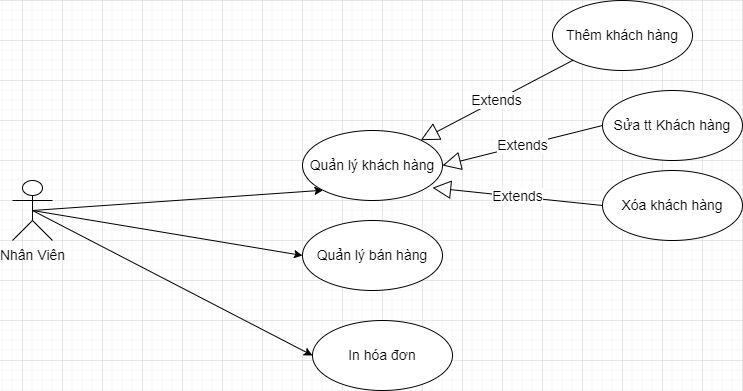 Thêm khách hàng
Extends
Sửa tt Khách hàng
Extends
Quản lý khách hàng
Extends
Xóa khách hàng
Nhân Viên
Quản lý bán hàng
In hóa đơn